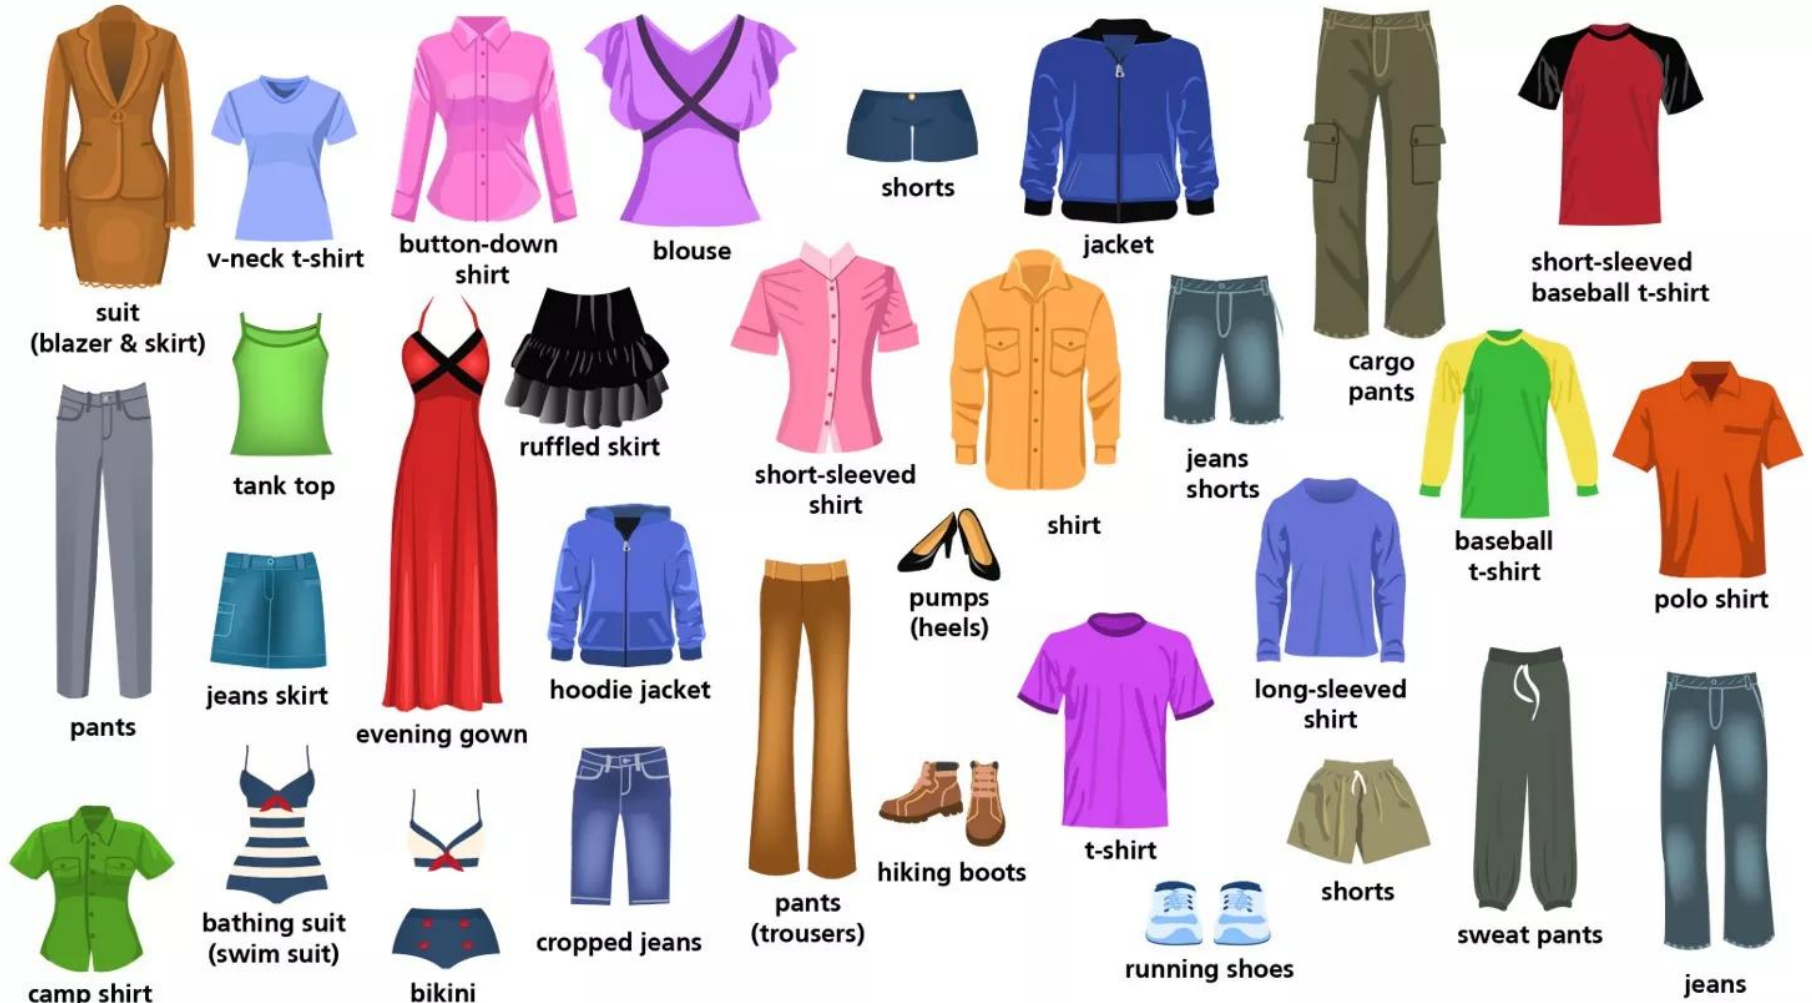 suit
(blazer & skirt)
v-neck t-shirt
button-down
shirt
blouse
shorts
jacket
cargo
pants
short-sleeved
baseball t-shirt
pants
tank top
evening gown
ruffled skirt
short-sleeved
shirt
shirt
jeans
shorts
baseball
t-shirt
polo shirt
jeans skirt
hoodie jacket
pumps
(heels)
long-sleeved
shirt
camp shirt
bathing suit
(swim suit)
bikini
cropped jeans
pants
(trousers)
hiking boots
t-shirt
running shoes
shorts
sweat pants
jeans